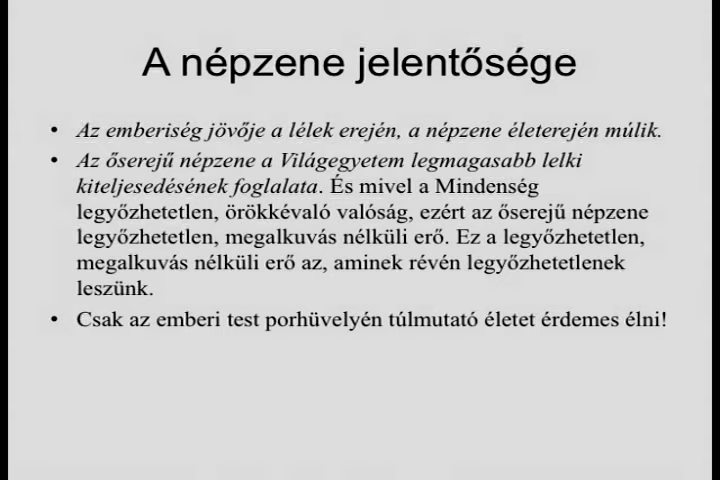 A népzene jelentősége
• Az emberiség jövője a lélek erején, a népzene életerején múlik.
• Az őserejű népzene a Világegyetem legmagasabb lelki
kiteljesedésének foglalata. És mivel a Mindenség
legyőzhetetlen, örökkévaló valóság, ezért az őserejű népzene
legyőzhetetlen, megalkuvás nélküli erő. Ez a legyőzhetetlen,
megalkuvás nélküli erő az, aminek révén legyőzhetetlenek
leszünk.
• Csak az emberi test porhüvelyén túlmutató életet érdemes élni!